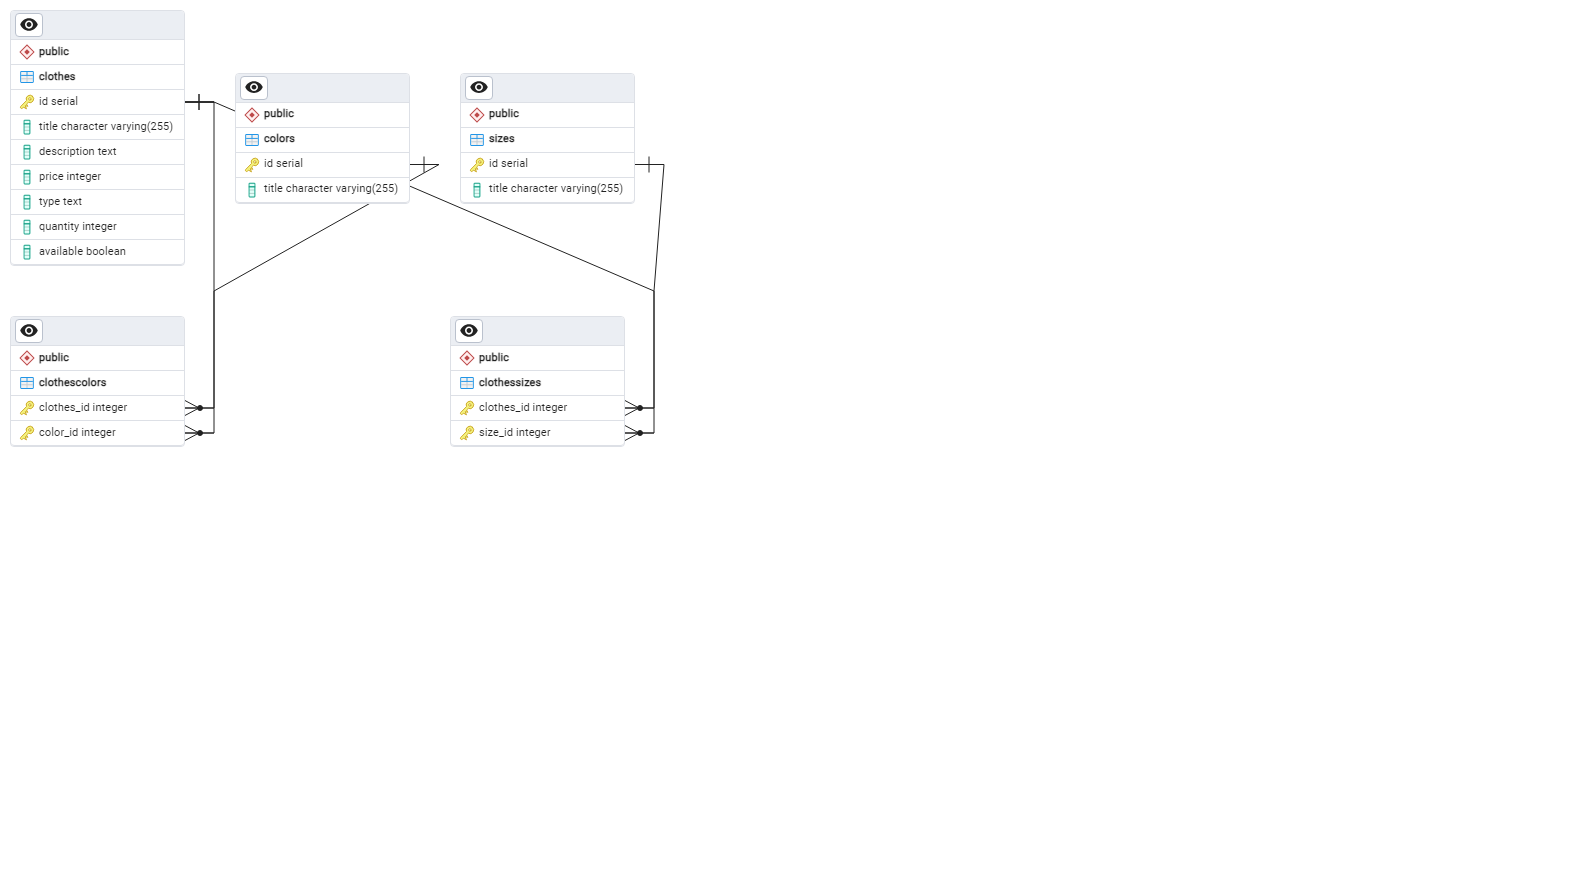 public
clothes
id serial
title character varying(255)
description text
price integer
type text
quantity integer
available boolean
public
colors
id serial
title character varying(255)
public
sizes
id serial
title character varying(255)
public
clothescolors
clothes_id integer
color_id integer
public
clothessizes
clothes_id integer
size_id integer